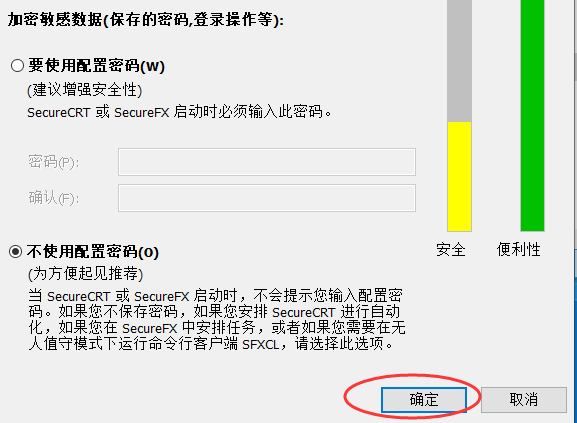 加密敏感数据(保存的密码,登录操作等):
要使用配置密码(W)
(建议增强安全性)
SecureCRT 或 SecureFX 启动时必须输入此密码。
密码(P):
确认(F):
安全
便利性
不使用配置密码(O)
(为方便起见推荐)
当 SecureCRT 或 SecureFX 启动时，不会提示您输入配置密
码。如果您不保存密码，如果您安排 SecureCRT 进行自动
化，如果您在 SecureFX 中安排任务，或者如果您需要在无
人值守模式下运行命令行客户端 SFXCL，请选择此选项。
确定
取消